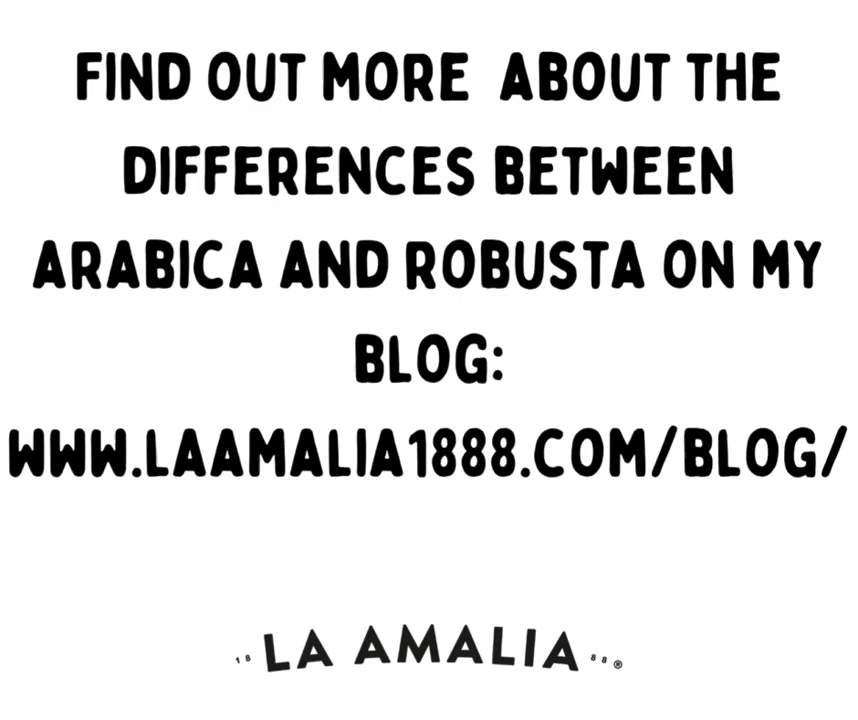 FIND OUT MORE ABOUT THE
DIFFERENCES BETWEEN
ARABICA AND ROBUSTA ON MY
BLOG:
WWW.LAAMALIA1888.COM/BLOG/
18 LA AMALIA 88®